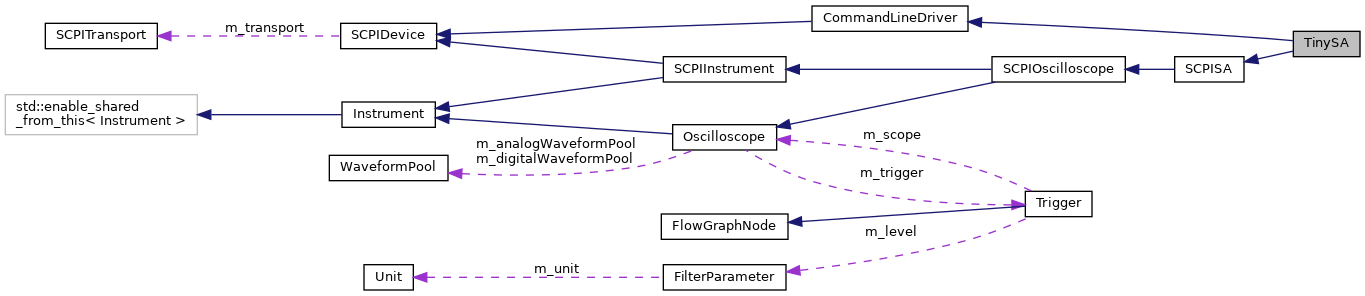 CommandLineDriver
SCPITransport
m_transport
SCPIDevice
TinySA
SCPIInstrument
SCPIOscilloscope
SCPISA
std::enable_shared
_from_this< Instrument >
Instrument
Oscilloscope
m_scope
m_analogWaveformPool
m_digitalWaveformPool
WaveformPool
m_trigger
Trigger
FlowGraphNode
m_level
Unit
m_unit
FilterParameter